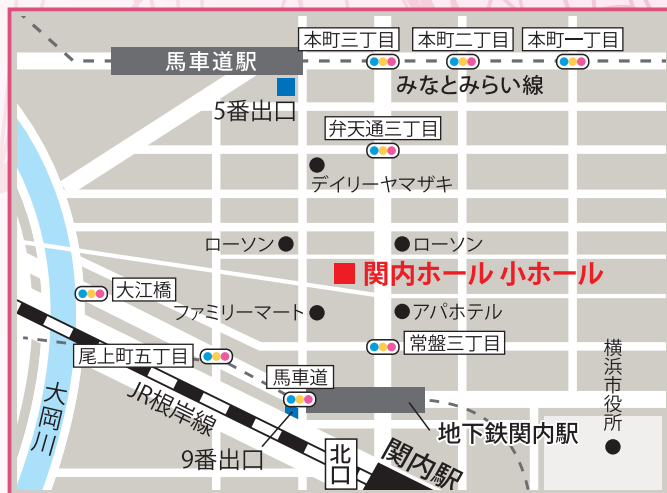 本町三丁目
本町二丁目
本町一丁目
馬車道駅
みなとみらい線
5番出口
弁天通三丁目
デイリーヤマザキ
ローソン
ローソン
関内ホール 小ホール
大江橋
ファミリーマート
アパホテル
常盤三丁目
尾上町五丁目
馬車道
横浜市役所
大岡川
JR根岸線
地下鉄関内駅
9番出口
北口
関内駅